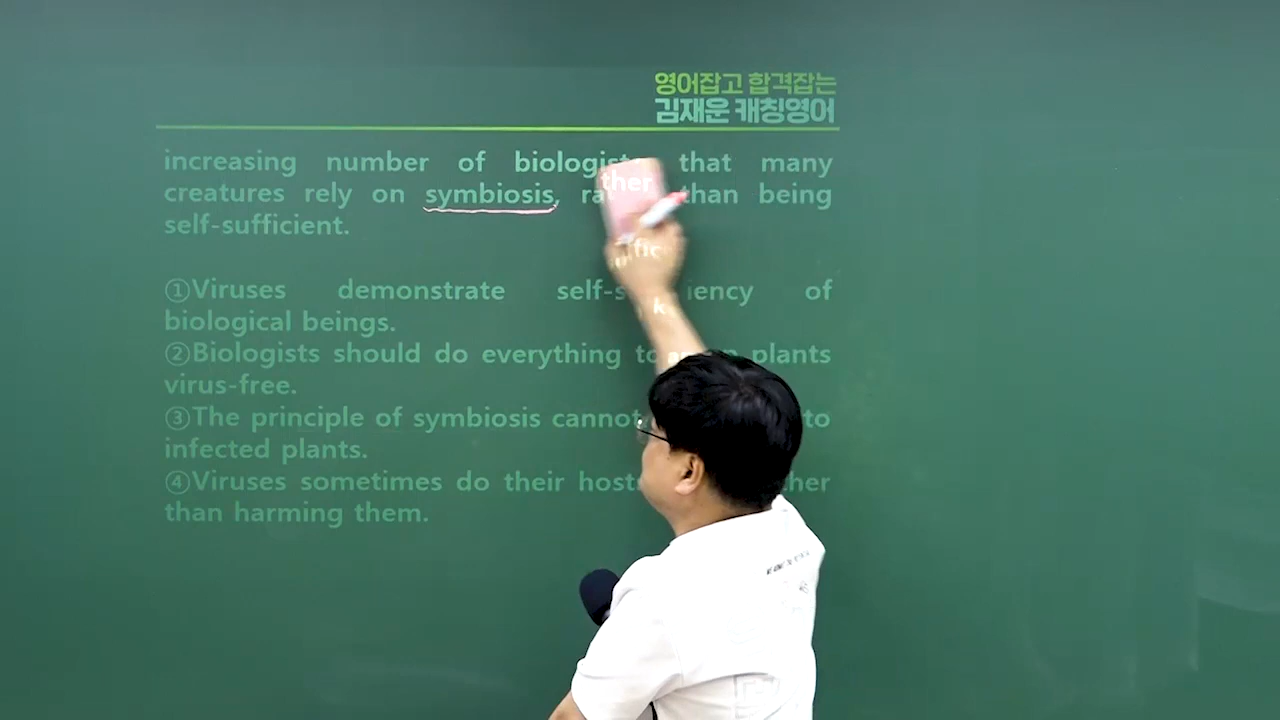 영어잡고 합격잡는
김재운 캐칭영어
increasing number of biologists that many
creatures rely on symbiosis, rather than being
self-sufficient.
①Viruses demonstrate self-sufficiency of
biological beings.
②Biologists should do everything to plants
virus-free.
③The principle of symbiosis cannot to
infected plants.
④Viruses sometimes do their
than harming them.